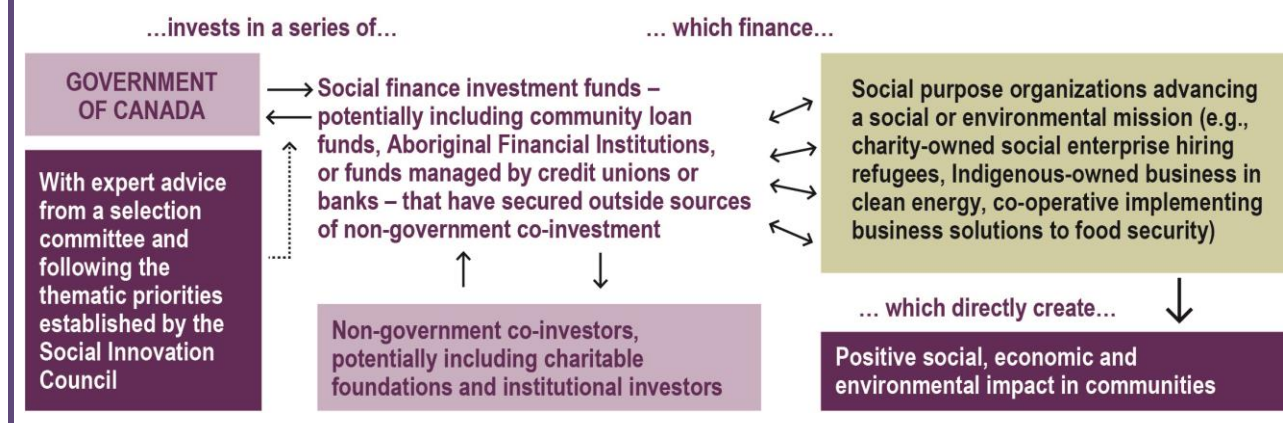 …invests in a series of…
… which finance…
GOVERNMENT
OF CANADA
With expert advice
from a selection
committee and
following the
thematic priorities
established by the
Social Innovation
Council
Social finance investment funds –
potentially including community loan
funds, Aboriginal Financial Institutions,
or funds managed by credit unions or
banks – that have secured outside sources
of non-government co-investment
Non-government co-investors,
potentially including charitable
foundations and institutional investors
Social purpose organizations advancing
a social or environmental mission (e.g.,
charity-owned social enterprise hiring
refugees, Indigenous-owned business in
clean energy, co-operative implementing
business solutions to food security)
… which directly create…
Positive social, economic and
environmental impact in communities